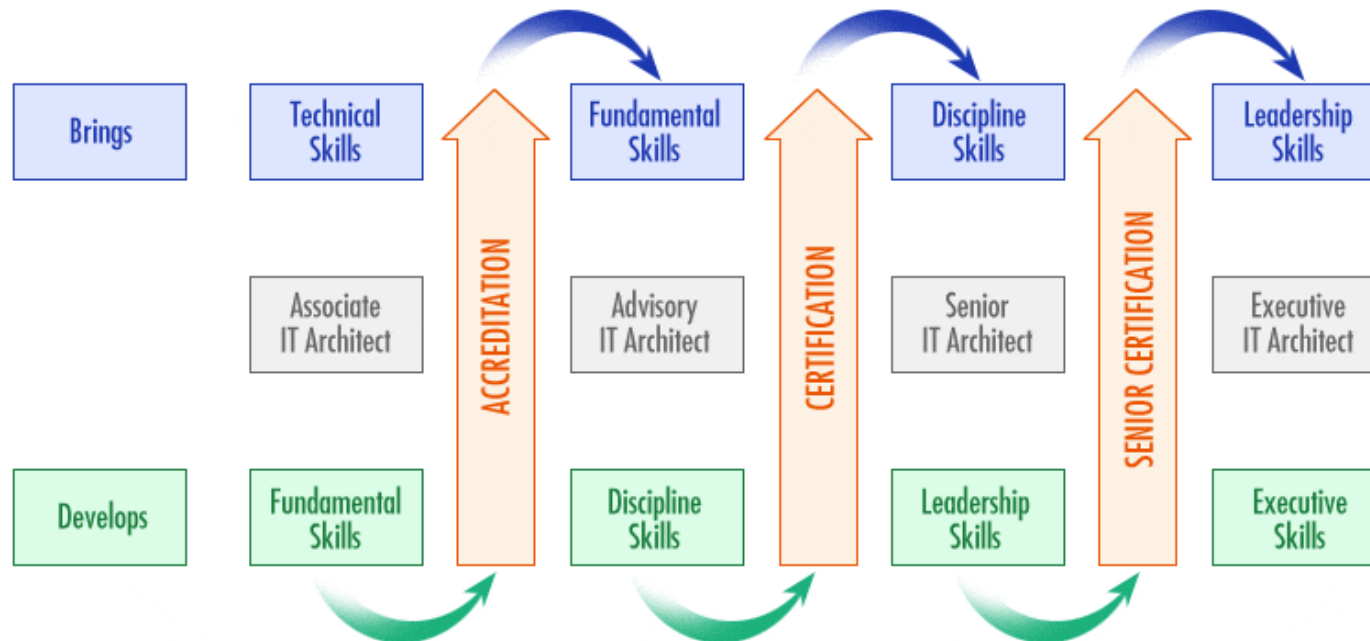 Brings
Technical
Skills
Fundamental
Skills
Discipline
Skills
Leadership
Skills
ACCREDITATION
CERTIFICATION
SENIOR CERTIFICATION
Associate
IT Architect
Advisory
IT Architect
Senior
IT Architect
Executive
IT Architect
Develops
Fundamental
Skills
Discipline
Skills
Leadership
Skills
Executive
Skills